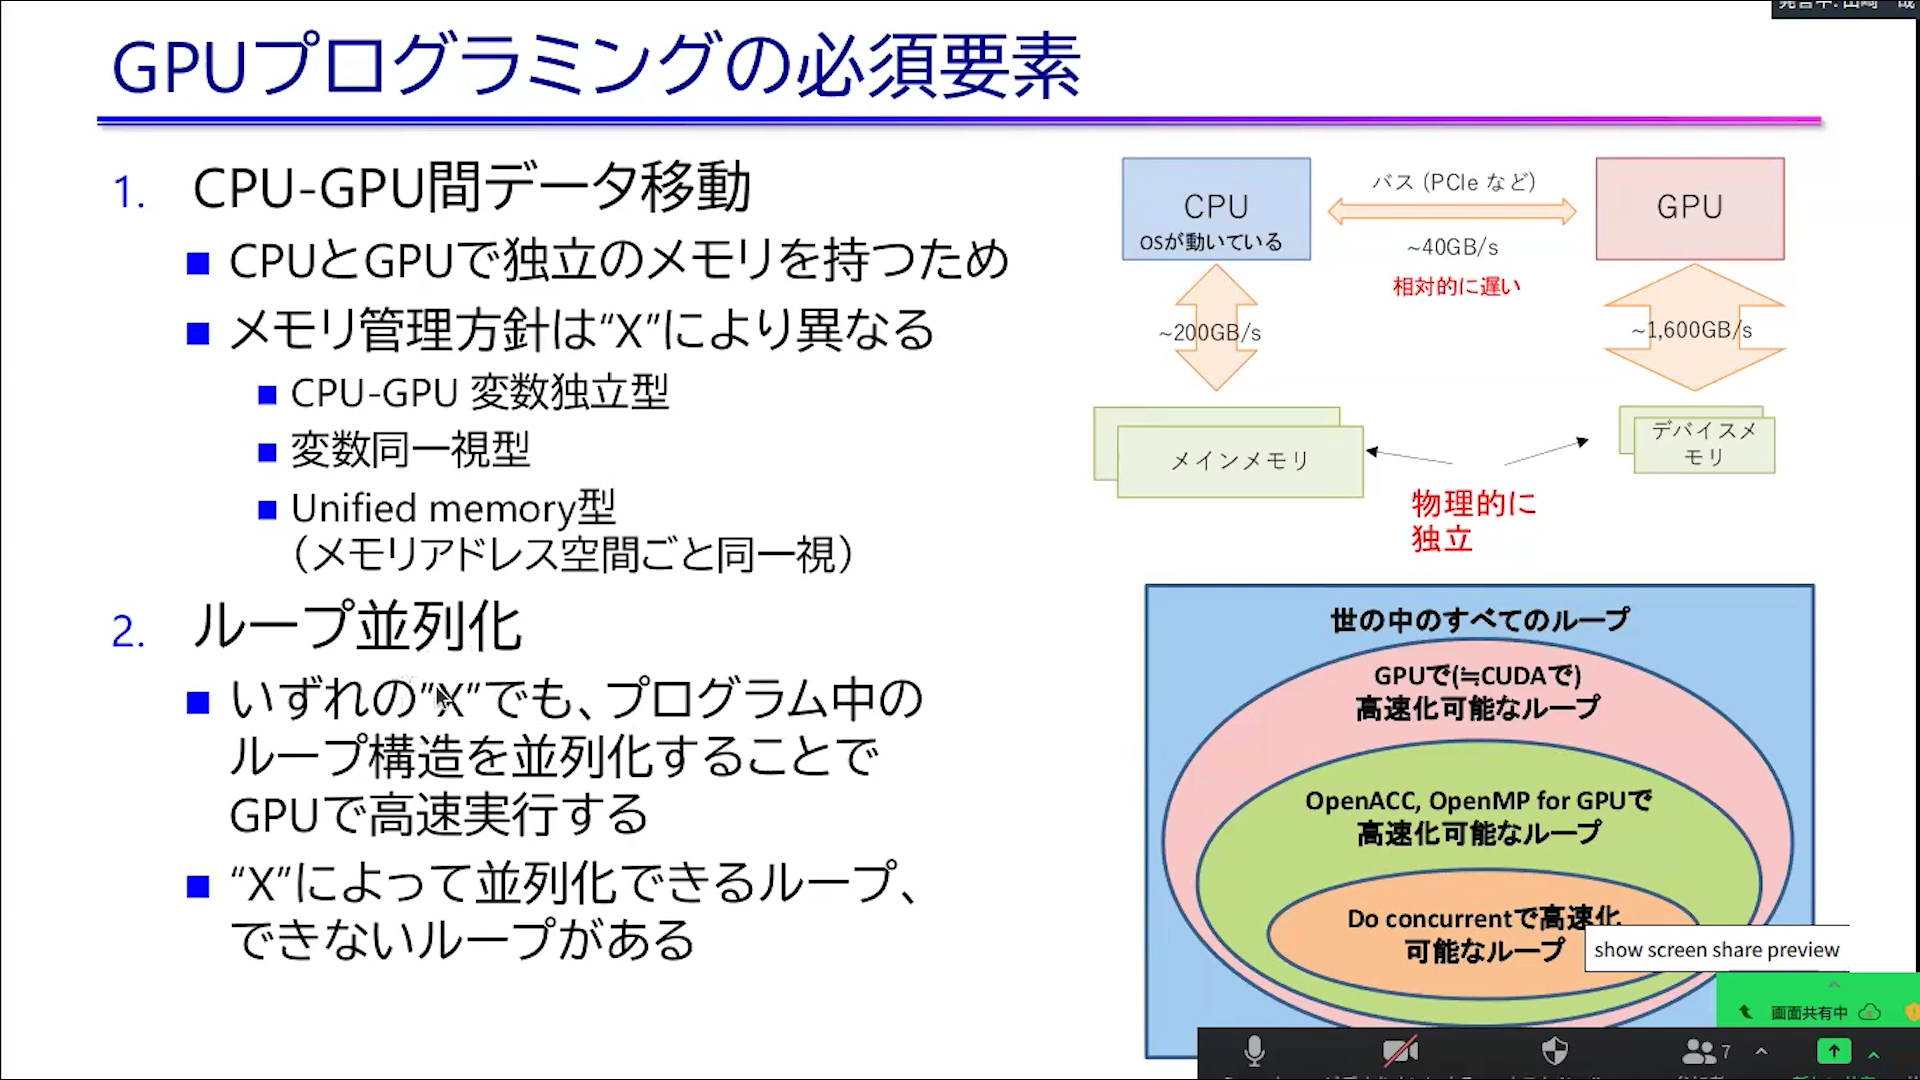 GPUプログラミングの必須要素
1. CPU-GPU間データ移動
CPUとGPUで独立のメモリを持つため
メモリ管理方針は“X”により異なる
CPU-GPU 変数独立型
変数同一視型
Unified memory型
（メモリアドレス空間ごと同一視）
2. ループ並列化
いずれの”X”でも、プログラム中の
ループ構造を並列化することで
GPUで高速実行する
“X”によって並列化できるループ、
できないループがある
CPU
OSが動いている
バス (PCIe など)
~40GB/s
相対的に遅い
GPU
~200GB/s
~1,600GB/s
メインメモリ
デバイスメ
モリ
物理的に
独立
世の中のすべてのループ
GPUで(≒CUDAで)
高速化可能なループ
OpenACC, OpenMP for GPUで
高速化可能なループ
Do concurrentで高速化
可能なループ
show screen share preview
画面共有中
7